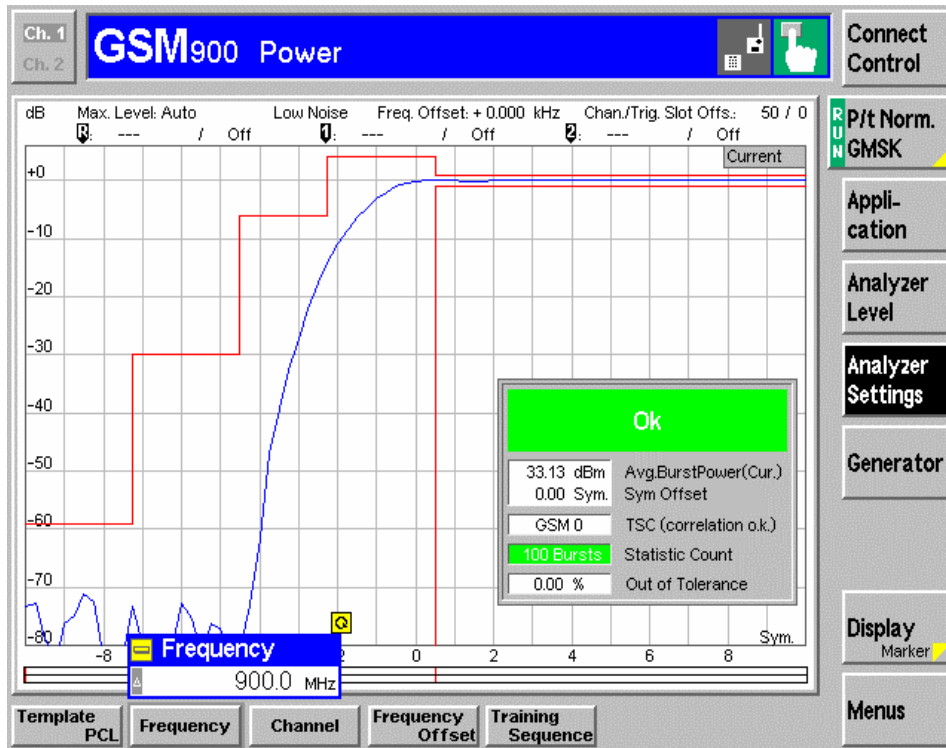 Ch. 1
Ch. 2
GSM900 Power
Connect Control
dB Max. Level: Auto Low Noise Freq. Offset: + 0.000 kHz Chan./Trig. Slot Offs.: 50 / 0
R: --- / Off 1: --- / Off 2: --- / Off
Current
RUN
P/t Norm. GMSK
Appli-
cation
Analyzer Level
Analyzer Settings
Generator
Display
Marker
Menus
+0
-10
-20
-30
-40
-50
-60
-70
-80
Ok
33.13 dBm Avg.BurstPower(Cur.)
0.00 Sym. Sym Offset
GSM 0 TSC (correlation o.k.)
100 Bursts Statistic Count
0.00 % Out of Tolerance
Sym.
-8 2 0 2 4 6 8
Frequency
900.0 MHz
Template PCL
Frequency
Channel
Frequency Offset
Training Sequence